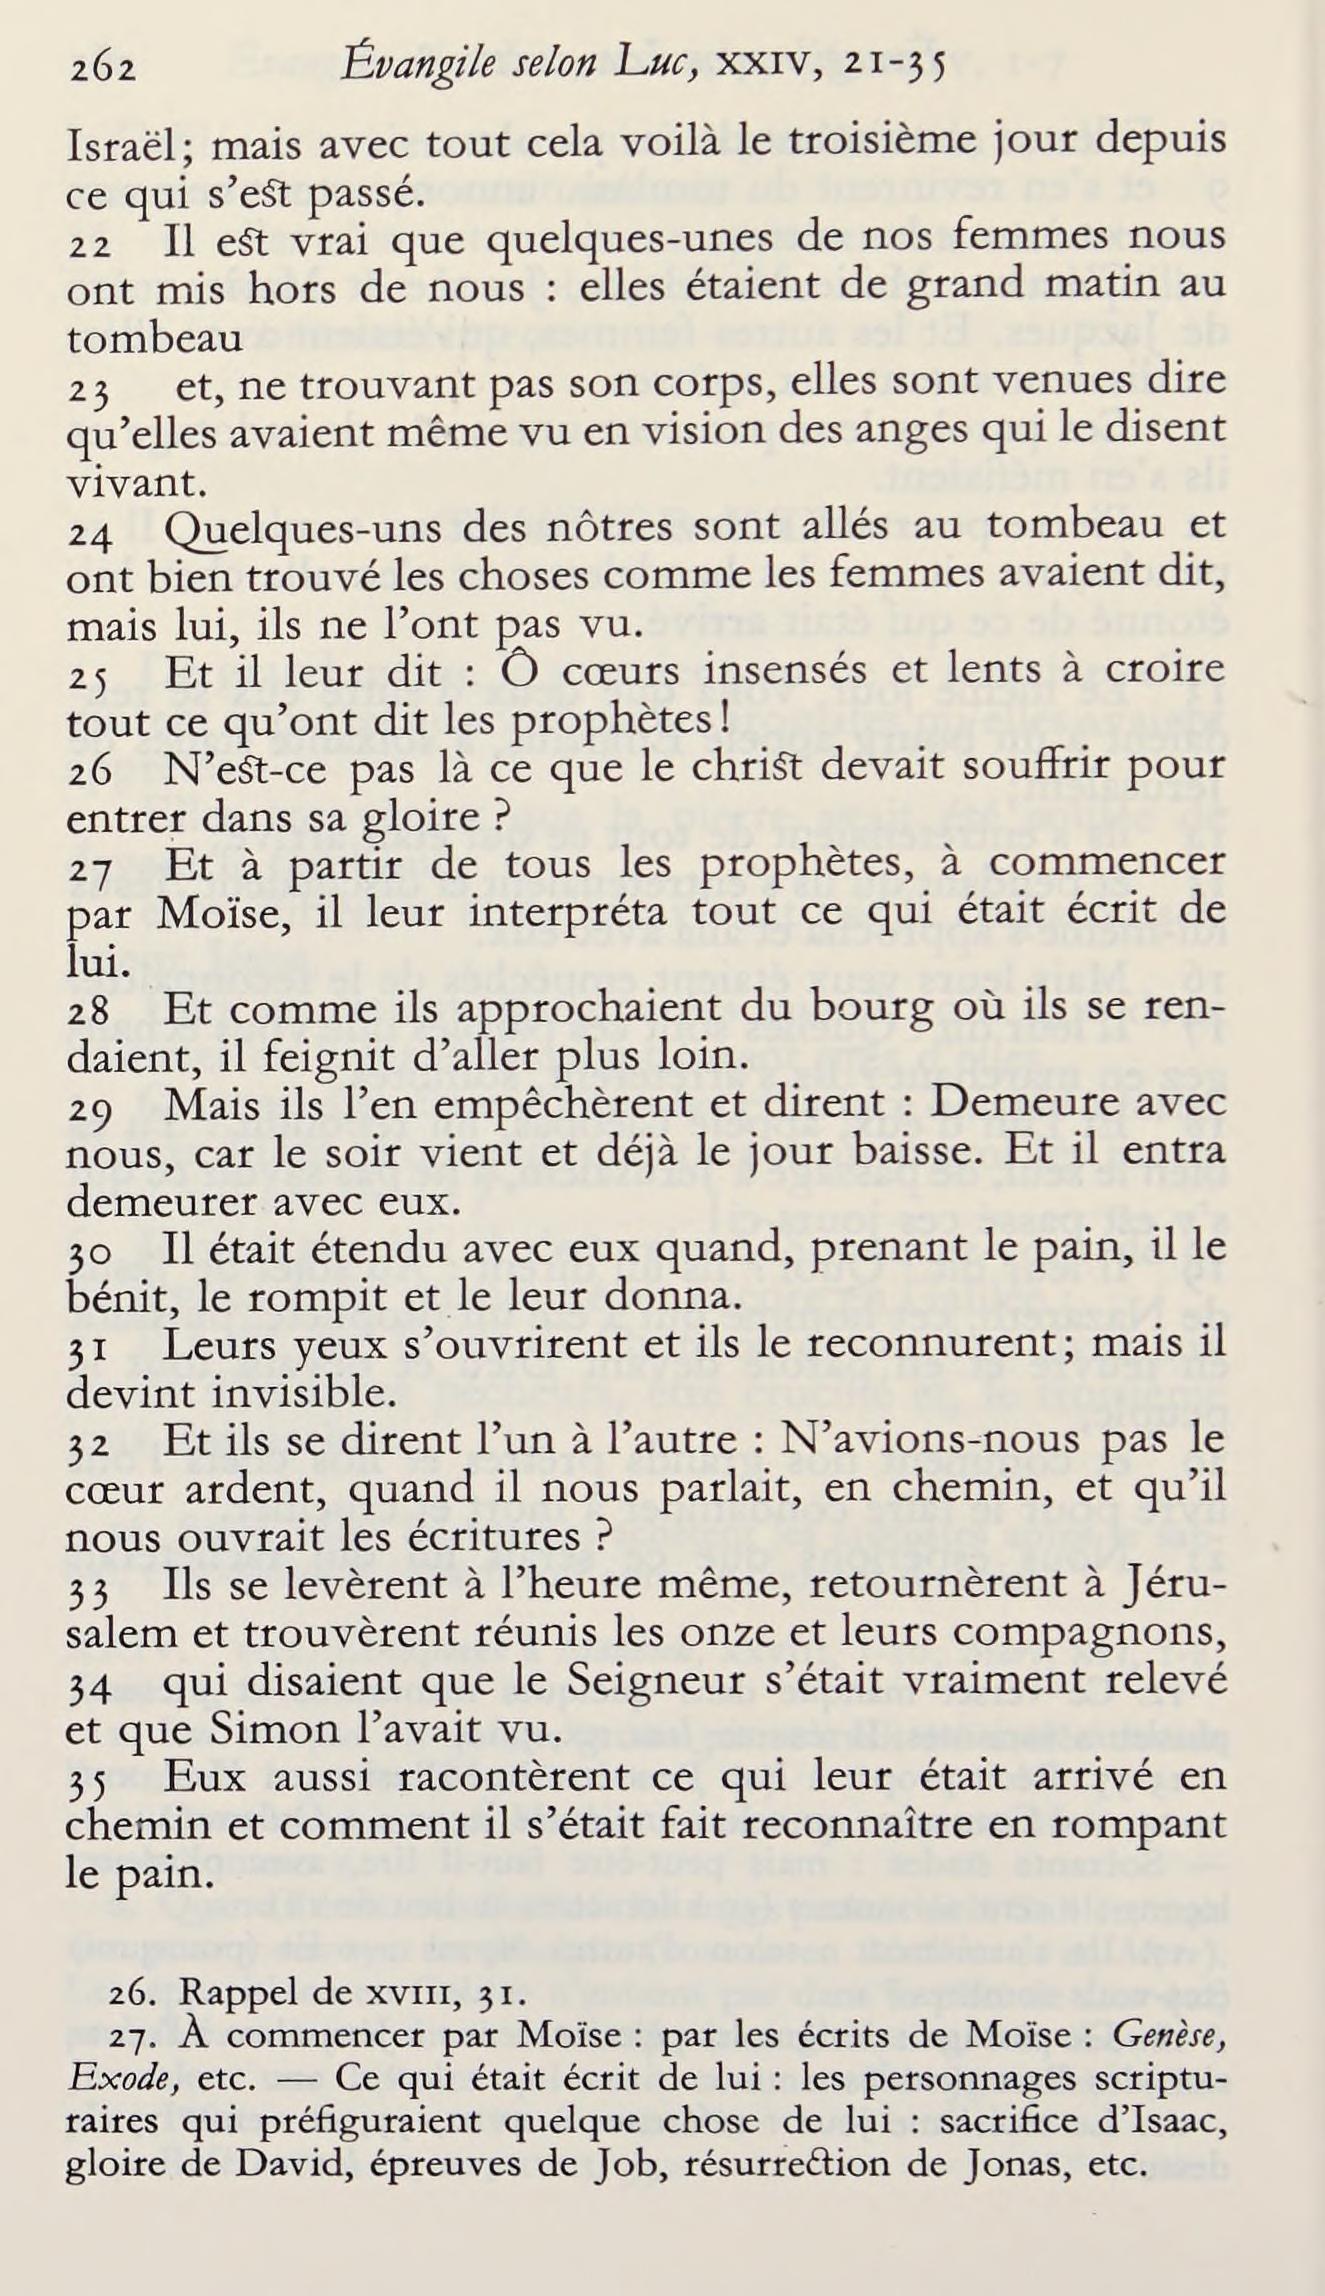 262 Évangile selon Luc, XXIV, 21-35
Israël; mais avec tout cela voilà le troisième jour depuis
ce qui s’est passé.
22 Il est vrai que quelques-unes de nos femmes nous
ont mis hors de nous : elles étaient de grand matin au
tombeau
23 et, ne trouvant pas son corps, elles sont venues dire
qu’elles avaient même vu en vision des anges qui le disent
vivant.
24 Quelques-uns des nôtres sont allés au tombeau et
ont bien trouvé les choses comme les femmes avaient dit,
mais lui, ils ne l’ont pas vu.
25 Et il leur dit : Ô cœurs insensés et lents à croire
tout ce qu’ont dit les prophètes!
26 N’est-ce pas là ce que le christ devait souffrir pour
entrer dans sa gloire ?
27 Et à partir de tous les prophètes, à commencer
par Moïse, il leur interpréta tout ce qui était écrit de
lui.
28 Et comme ils approchaient du bourg où ils se ren-
daient, il feignit d’aller plus loin.
29 Mais ils l’en empêchèrent et dirent : Demeure avec
nous, car le soir vient et déjà le jour baisse. Et il entra
demeurer avec eux.
30 Il était étendu avec eux quand, prenant le pain, il le
bénit, le rompit et le leur donna.
31 Leurs yeux s’ouvrirent et ils le reconnurent; mais il
devint invisible.
32 Et ils se dirent l’un à l’autre : N’avions-nous pas le
cœur ardent, quand il nous parlait, en chemin, et qu’il
nous ouvrait les écritures ?
33 Ils se levèrent à l’heure même, retournèrent à Jéru-
salem et trouvèrent réunis les onze et leurs compagnons,
34 qui disaient que le Seigneur s’était vraiment relevé
et que Simon l’avait vu.
35 Eux aussi racontèrent ce qui leur était arrivé en
chemin et comment il s’était fait reconnaître en rompant
le pain.
26. Rappel de XVIII, 31.
27. À commencer par Moïse : par les écrits de Moïse : Genèse,
Exode, etc. — Ce qui était écrit de lui : les personnages scriptu-
raires qui préfiguraient quelque chose de lui : sacrifice d’Isaac,
gloire de David, épreuves de Job, résurrection de Jonas, etc.